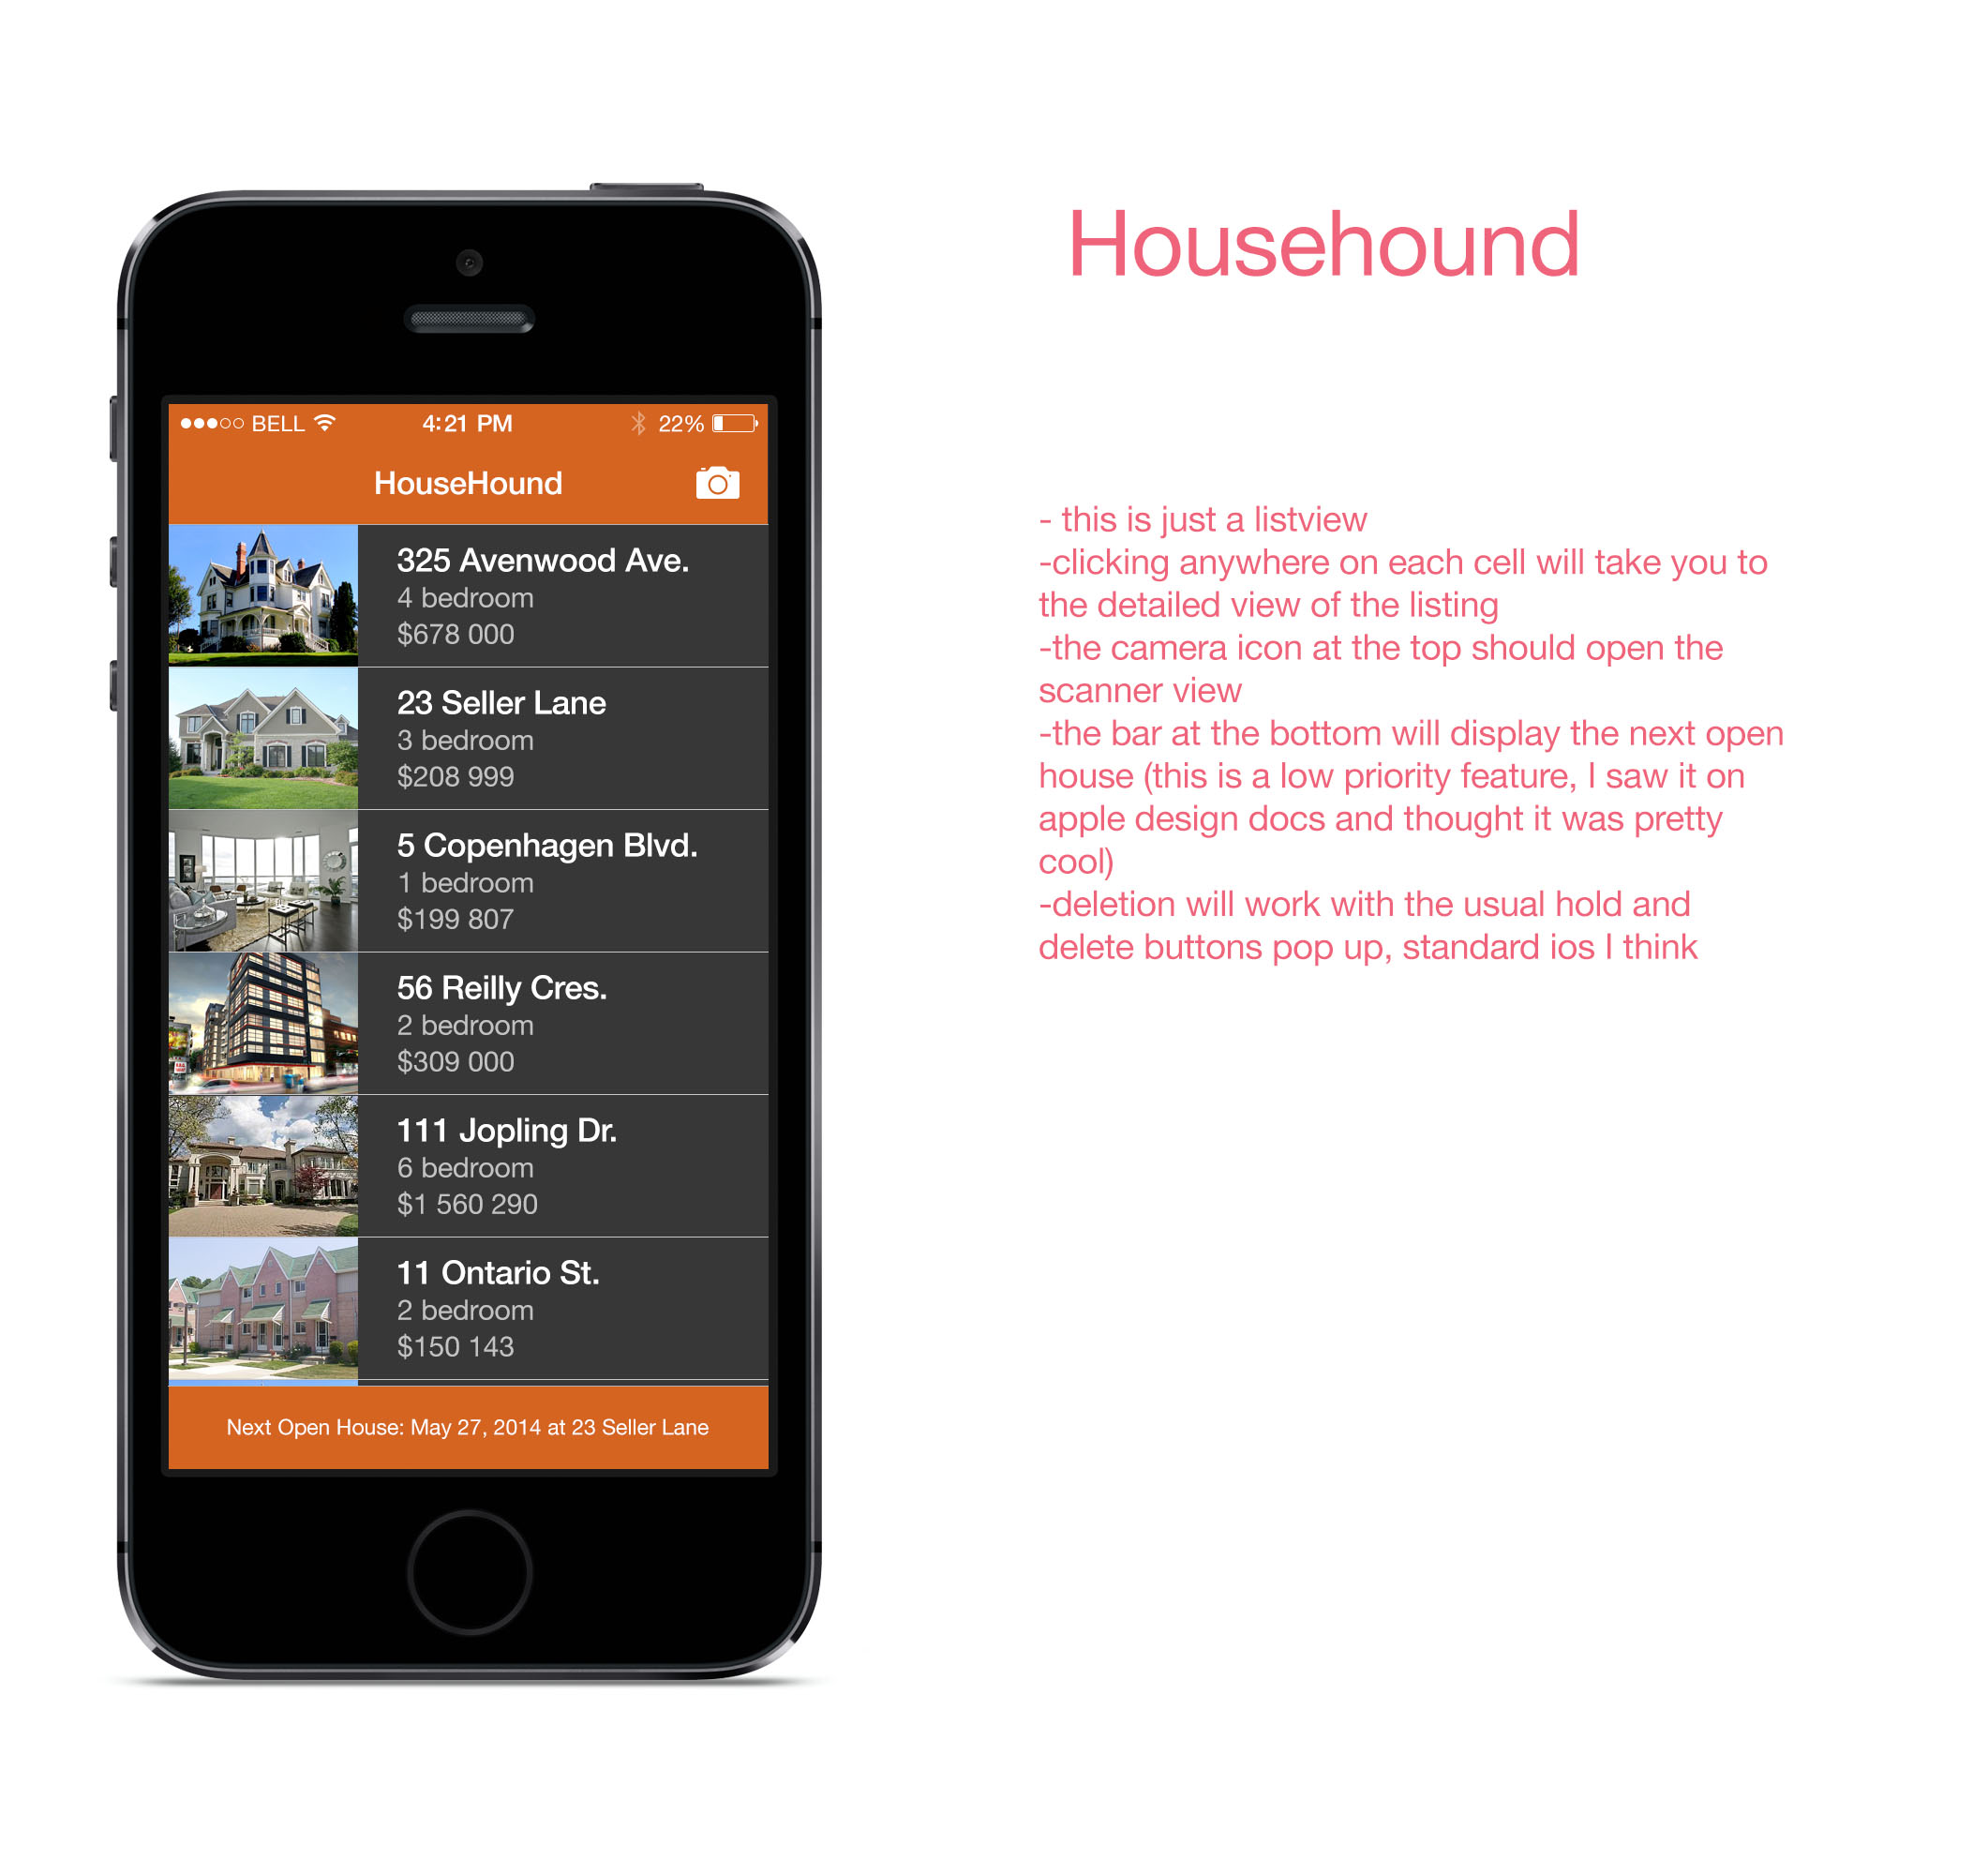 Househound
BELL 4:21 PM 22%
HouseHound
325 Avenwood Ave.
4 bedroom
$678 000
23 Seller Lane
3 bedroom
$208 999
5 Copenhagen Blvd.
1 bedroom
$199 807
56 Reilly Cres.
2 bedroom
$309 000
111 Jopling Dr.
6 bedroom
$1 560 290
11 Ontario St.
2 bedroom
$150 143
Next Open House: May 27, 2014 at 23 Seller Lane
- this is just a listview
-clicking anywhere on each cell will take you to
the detailed view of the listing
-the camera icon at the top should open the
scanner view
-the bar at the bottom will display the next open
house (this is a low priority feature, I saw it on
apple design docs and thought it was pretty
cool)
-deletion will work with the usual hold and
delete buttons pop up, standard ios I think